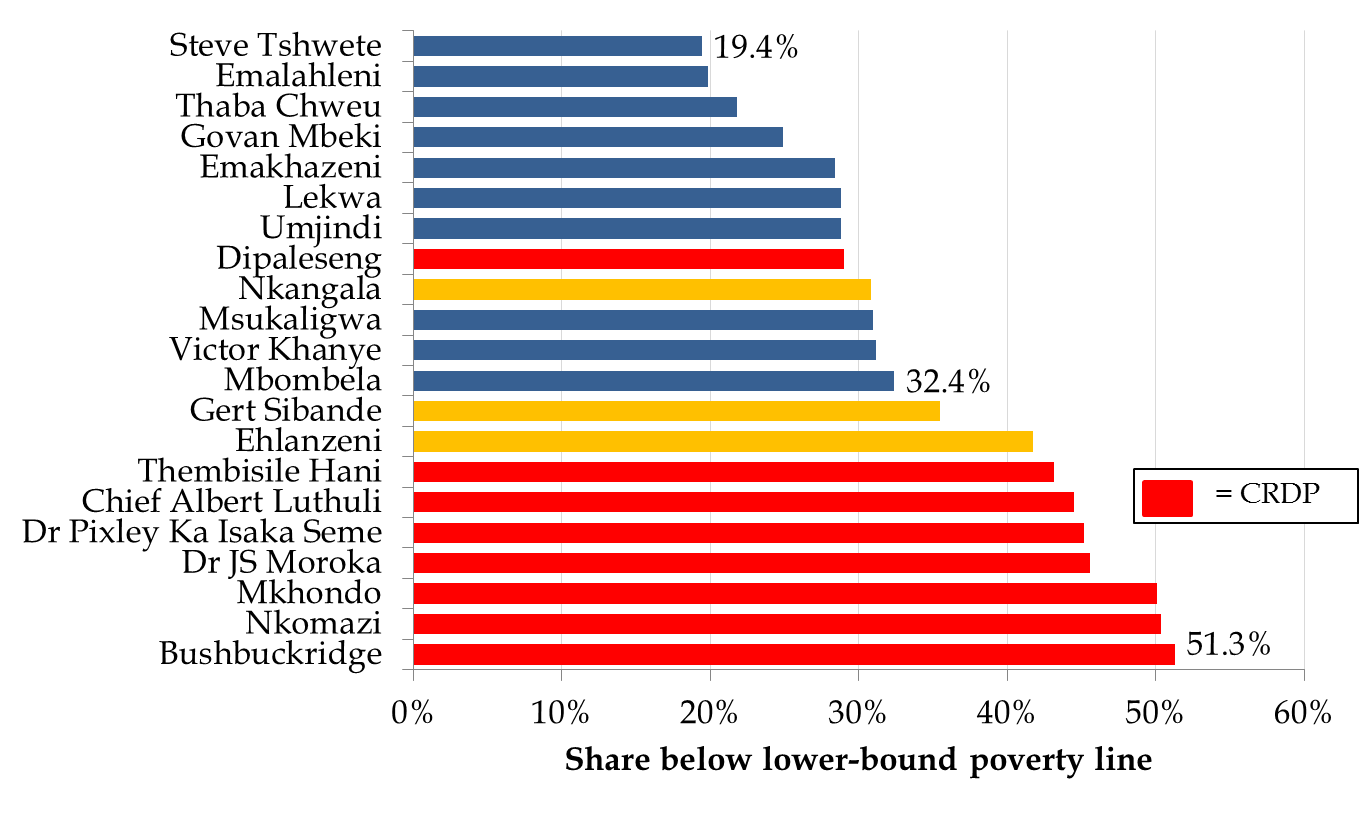 Steve Tshwete
19.4%
Emalahleni
Thaba Chweu
Govan Mbeki
Emakhazeni
Lekwa
Umjindi
Dipaleseng
Nkangala
Msukaligwa
Victor Khanye
Mbombela
32.4%
Gert Sibande
Ehlanzeni
Thembisile Hani
Chief Albert Luthuli
= CRDP
Dr Pixley Ka Isaka Seme
Dr JS Moroka
Mkhondo
Nkomazi
Bushbuckridge
51.3%
0% 10% 20% 30% 40% 50% 60%
Share below lower-bound poverty line